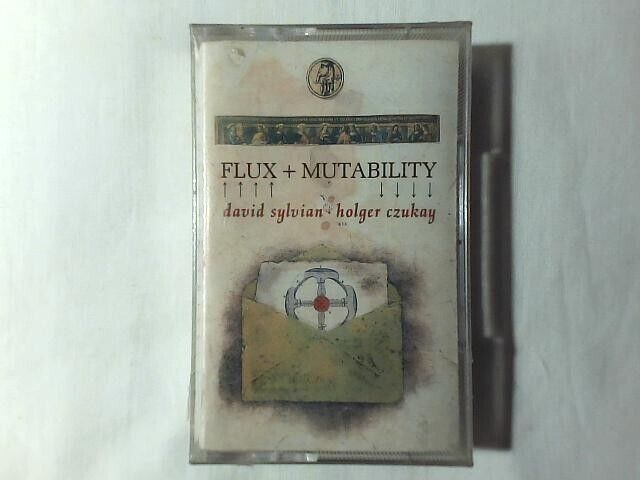 FLUX + MUTABILITY
↑ ↑ ↑ ↑ ↓ ↓ ↓ ↓
david sylvian · holger czukay